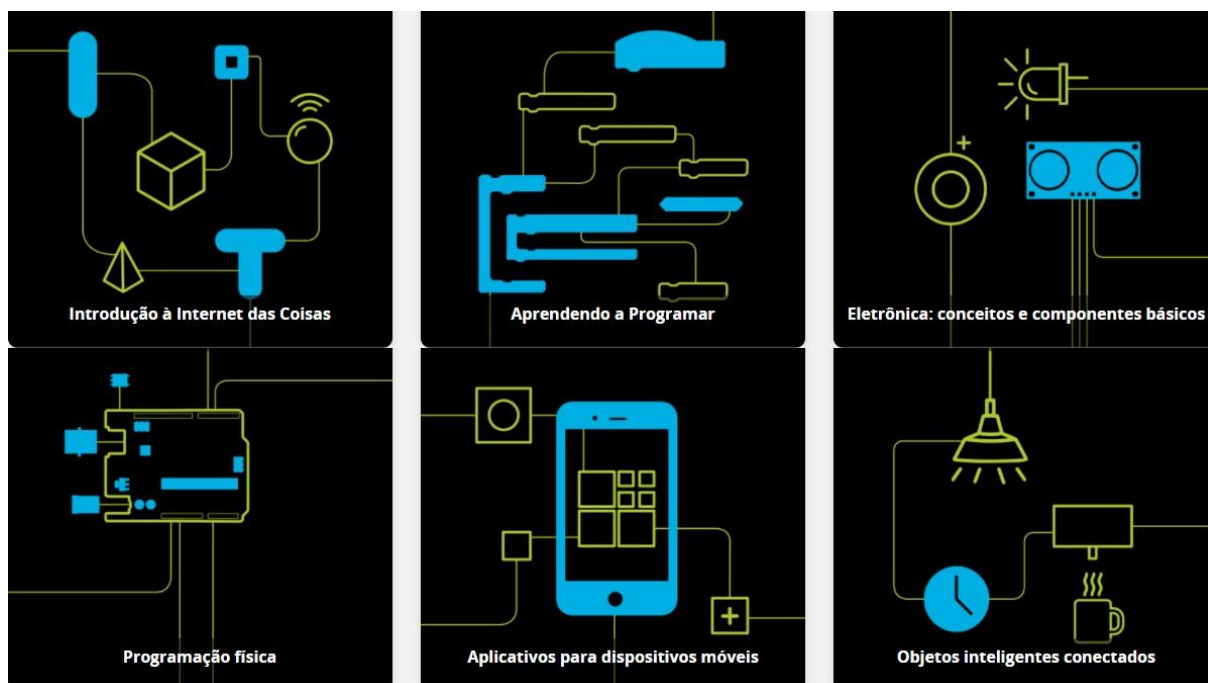 Introdução à Internet das Coisas
Aprendendo a Programar
Eletrônica: conceitos e componentes básicos
Programação física
Aplicativos para dispositivos móveis
Objetos inteligentes conectados